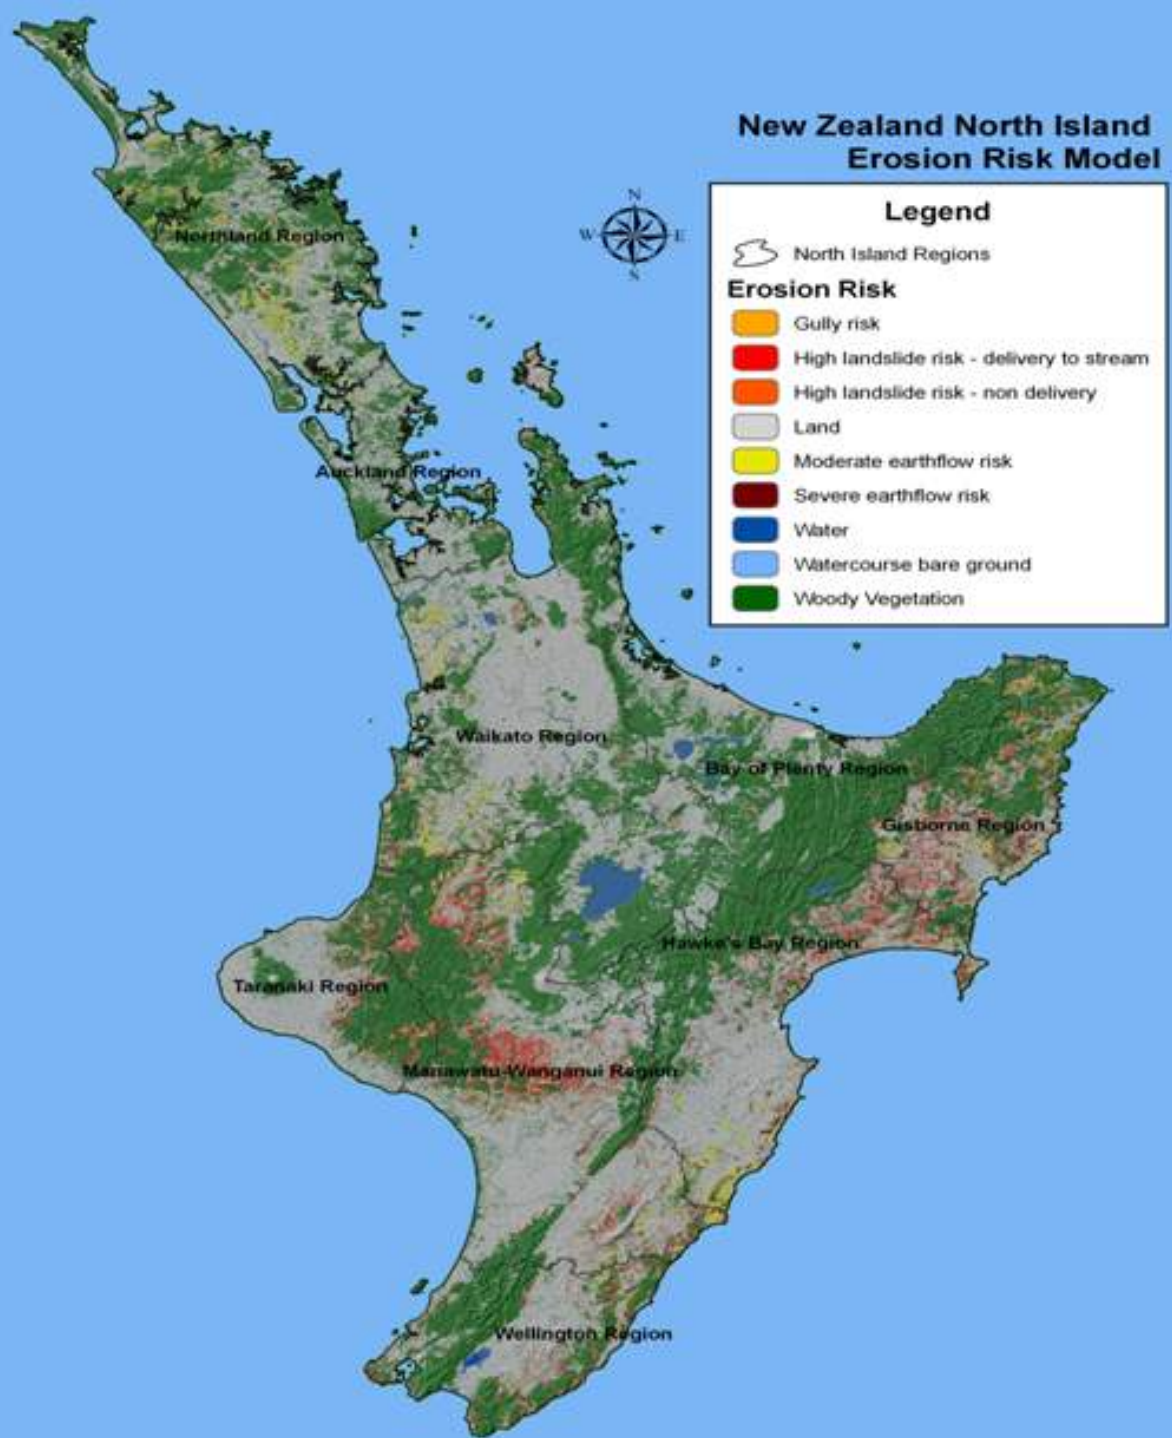 New Zealand North Island
Erosion Risk Model
Legend
North Island Regions
Erosion Risk
Gully risk
High landslide risk - delivery to stream
High landslide risk - non delivery
Land
Moderate earthflow risk
Severe earthflow risk
Water
Watercourse bare ground
Woody Vegetation
N
W E
S
Northland Region
Auckland Region
Waikato Region
Bay of Plenty Region
Gisborne Region
Hawke's Bay Region
Taranaki Region
Manawatu-Wanganui Region
Wellington Region